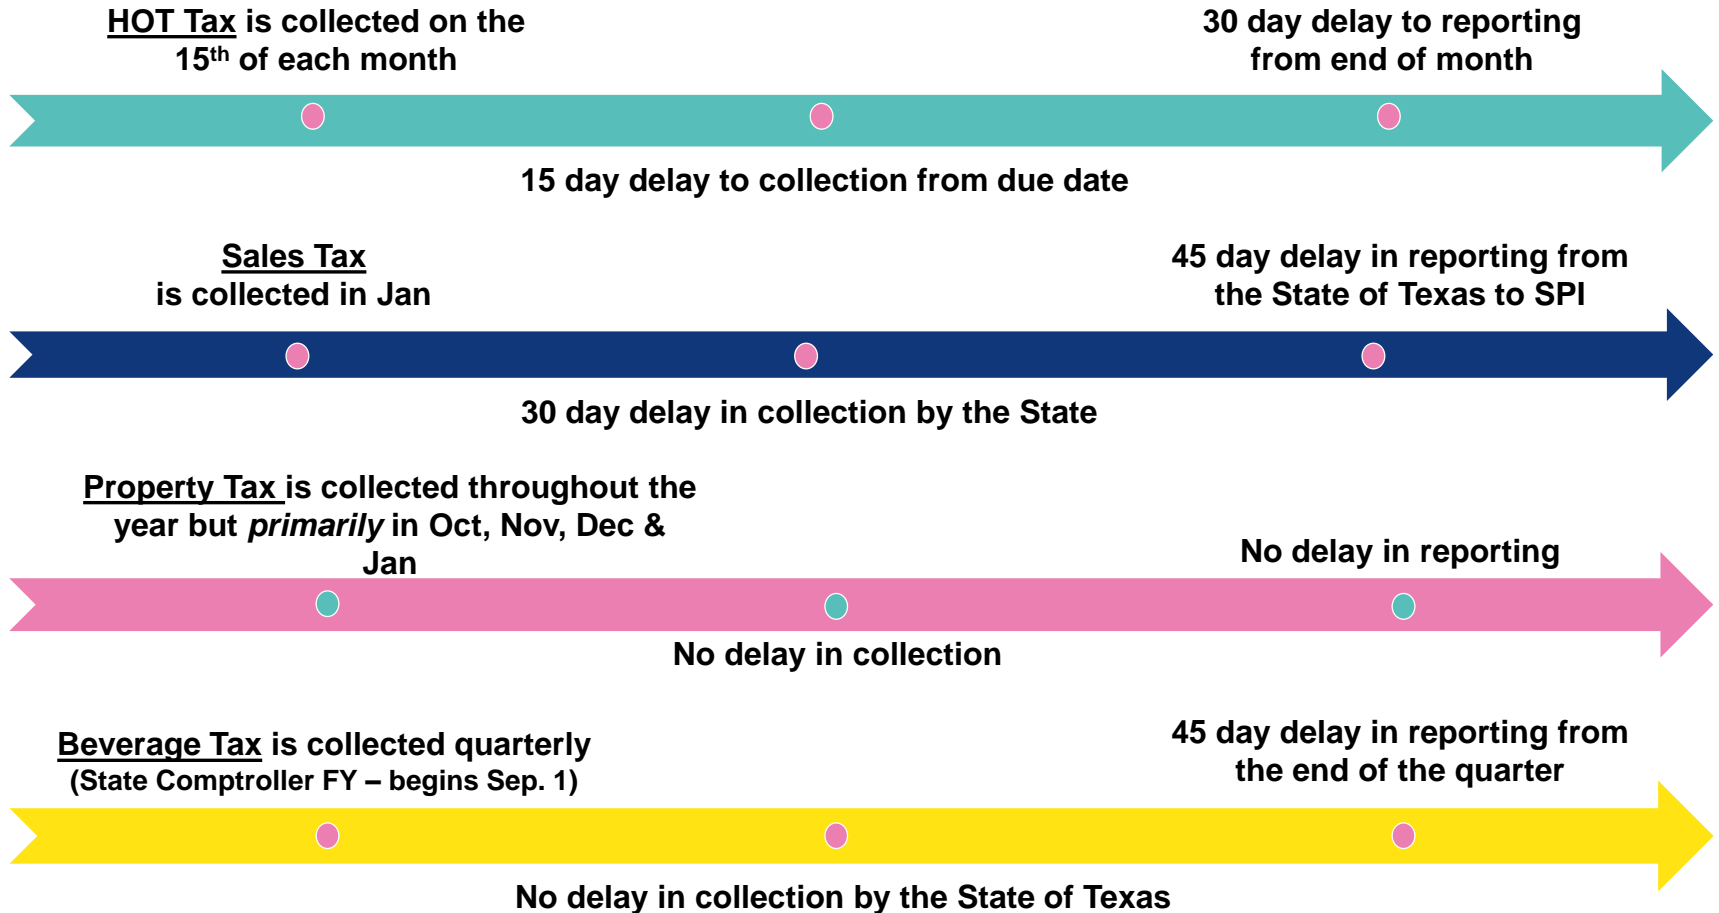 HOT Tax is collected on the
15th of each month
30 day delay to reporting
from end of month
15 day delay to collection from due date
Sales Tax
is collected in Jan
45 day delay in reporting from
the State of Texas to SPI
30 day delay in collection by the State
Property Tax is collected throughout the
year but primarily in Oct, Nov, Dec &
Jan
No delay in reporting
No delay in collection
Beverage Tax is collected quarterly
(State Comptroller FY – begins Sep. 1)
45 day delay in reporting from
the end of the quarter
No delay in collection by the State of Texas